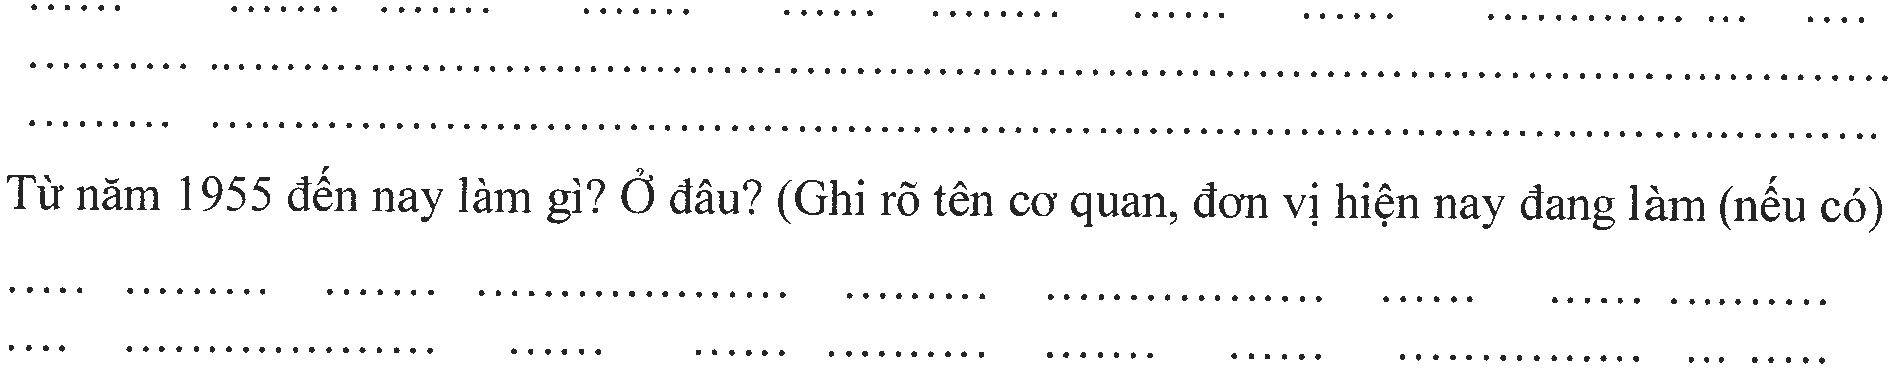 Từ năm 1955 đến nay làm gì? Ở đâu? (Ghi rõ tên cơ quan, đơn vị hiện nay đang làm (nếu có)